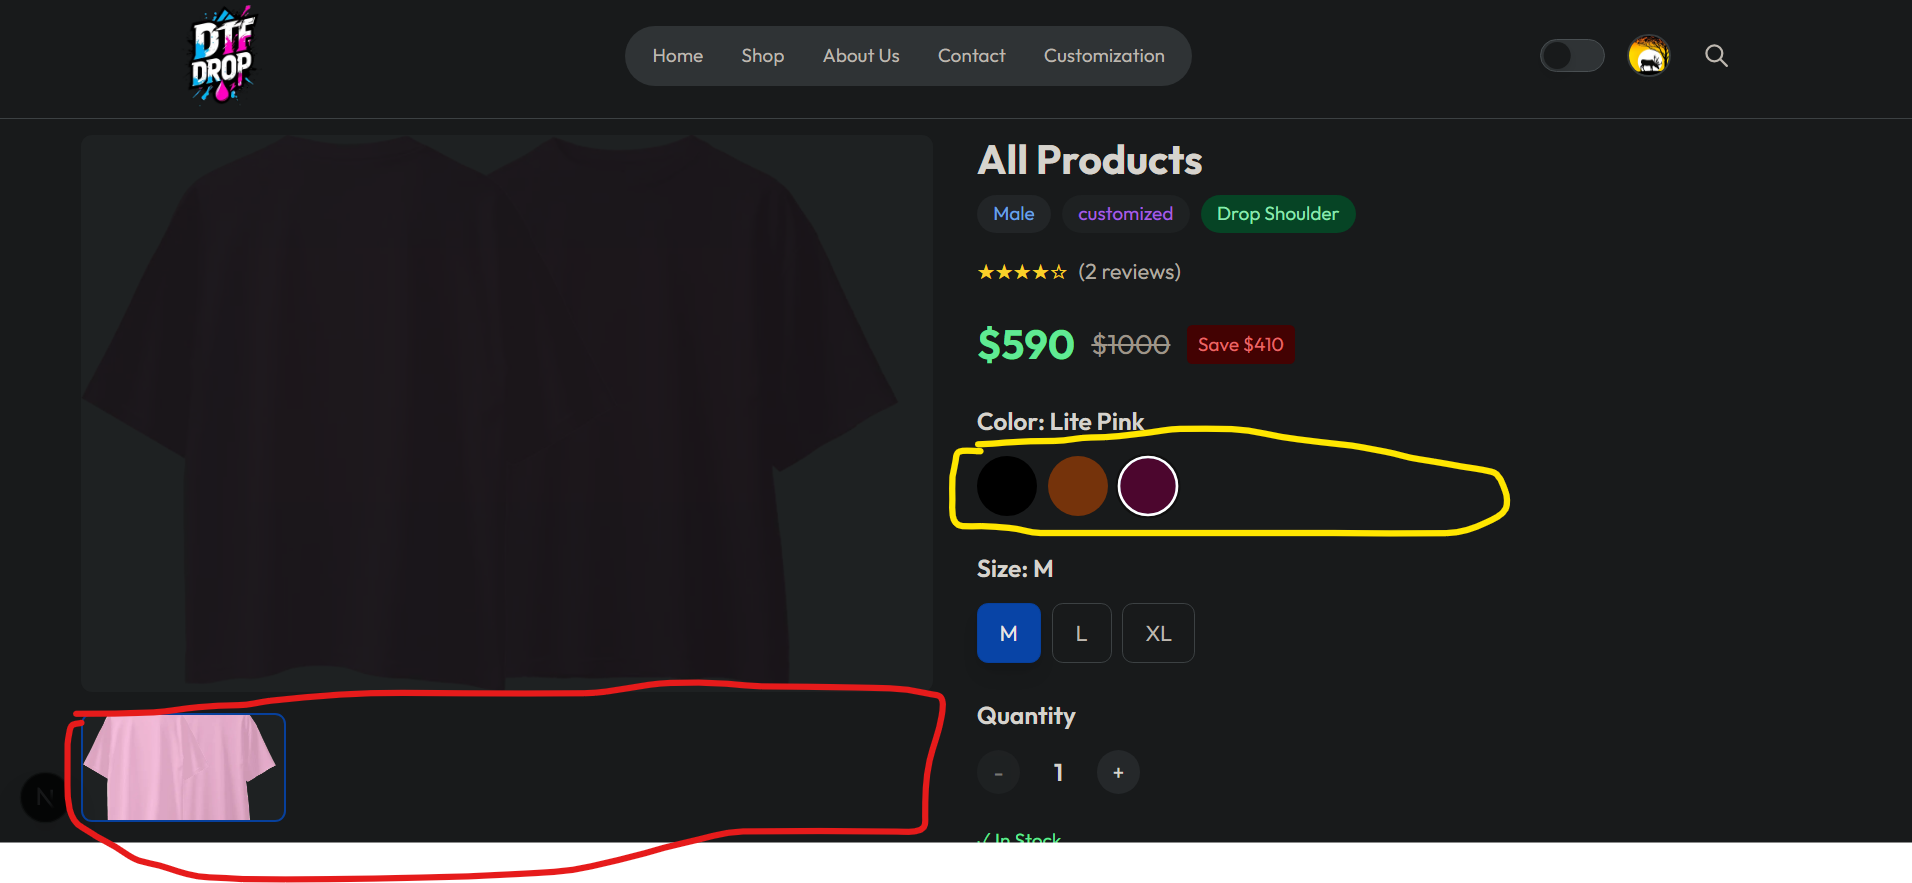 DTF
DROP
Home Shop About Us Contact Customization
All Products
Male customized Drop Shoulder
★★★★☆ (2 reviews)
$590 $1000 Save $410
Color: Lite Pink
Size: M
M L XL
Quantity
- 1 +
N
✓ In Stock